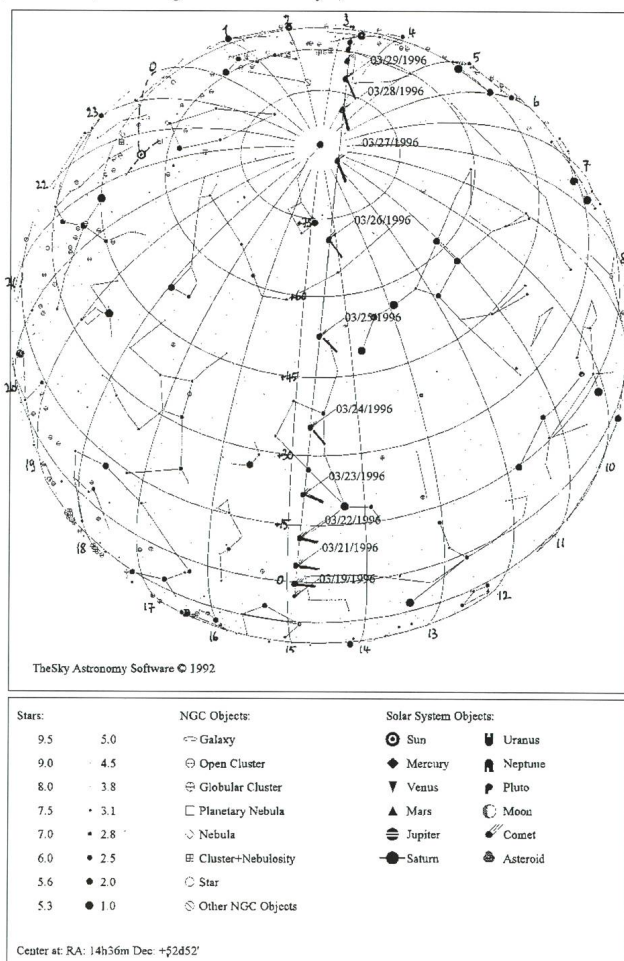 2
1 3 4
03/29/1996 5
0 03/28/1996 6
23
03/27/1996 7
22
03/26/1996
+75
8
+60
03/25/1996
+45
20
03/24/1996
+30
19 10
03/23/1996
+15 03/22/1996
18 03/21/1996 11
0 03/19/1996
17 12
16 13
15 14
TheSky Astronomy Software © 1992
Stars: NGC Objects: Solar System Objects:
9.5 5.0 Galaxy Sun Uranus
9.0 4.5 Open Cluster Mercury Neptune
8.0 3.8 Globular Cluster Venus Pluto
7.5 3.1 Planetary Nebula Mars Moon
7.0 2.8 Nebula Jupiter Comet
6.0 2.5 Cluster+Nebulosity Saturn Asteroid
5.6 2.0 Star
5.3 1.0 Other NGC Objects
Center at: RA: 14h36m Dec: +52d52'